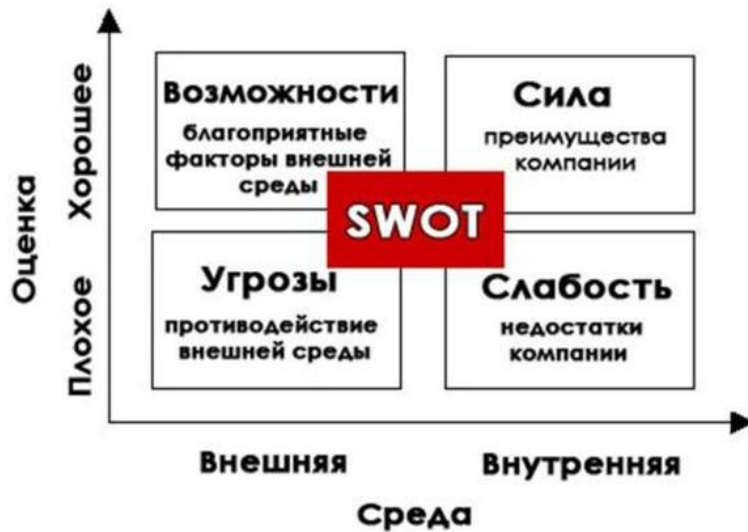 Оценка
Хорошее
Плохое
Возможности
благоприятные
факторы внешней
среды
Сила
преимущества
компании
SWOT
Угрозы
противодействие
внешней среды
Слабость
недостатки
компании
Внешняя
Внутренняя
Среда